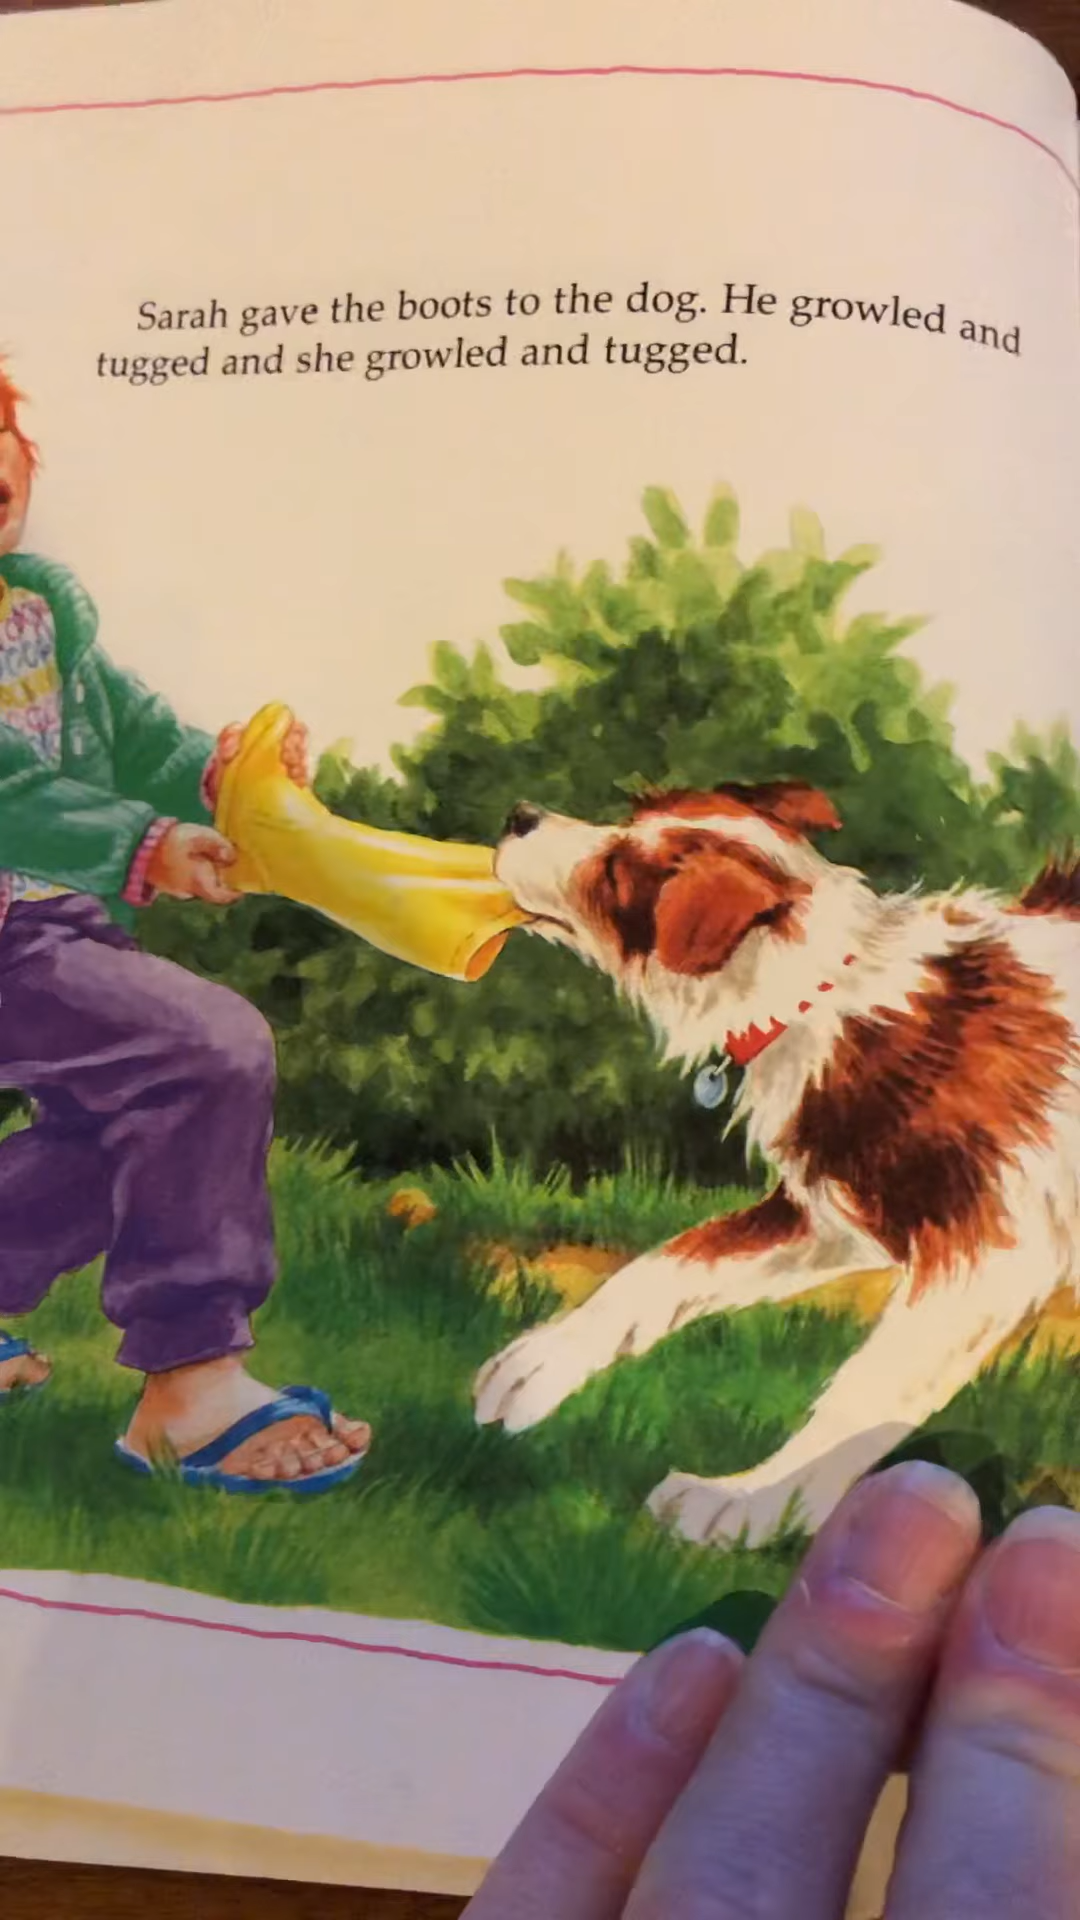 Sarah gave the boots to the dog. He growled and
tugged and she growled and tugged.